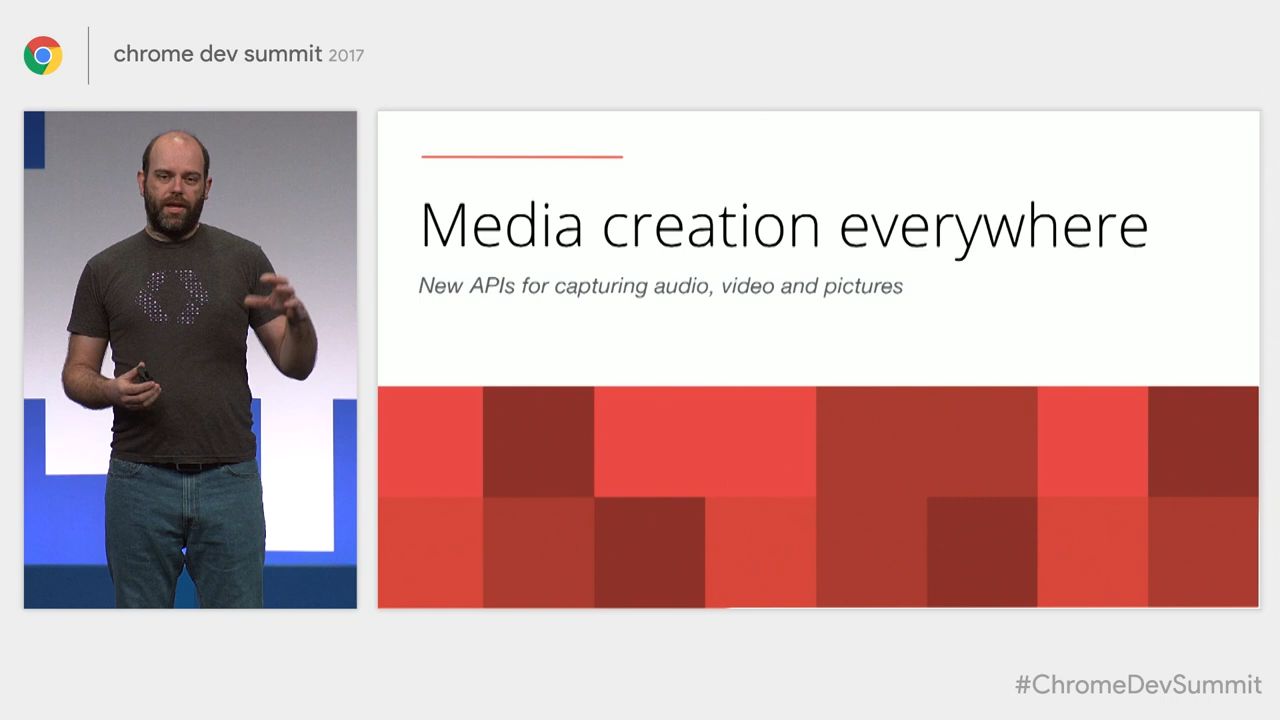 chrome dev summit 2017
Media creation everywhere
New APIs for capturing audio, video and pictures
#ChromeDevSummit